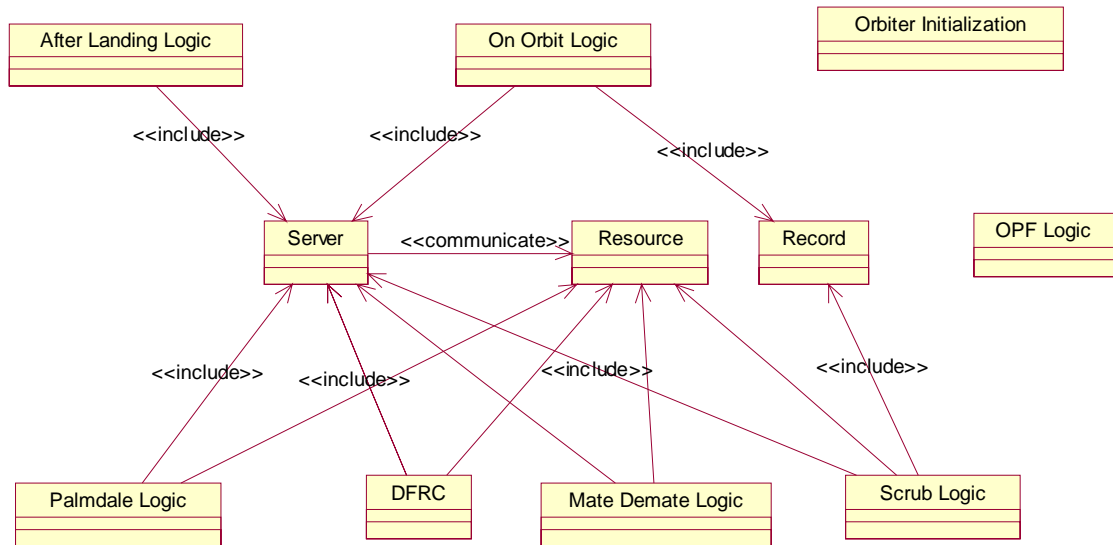 After Landing Logic
On Orbit Logic
Orbiter Initialization
<<include>>
<<include>>
<<include>>
Server
<<communicate>>
Resource
Record
OPF Logic
<<include>>
<<include>>
<<include>>
<<include>>
Palmdale Logic
DFRC
Mate Demate Logic
Scrub Logic